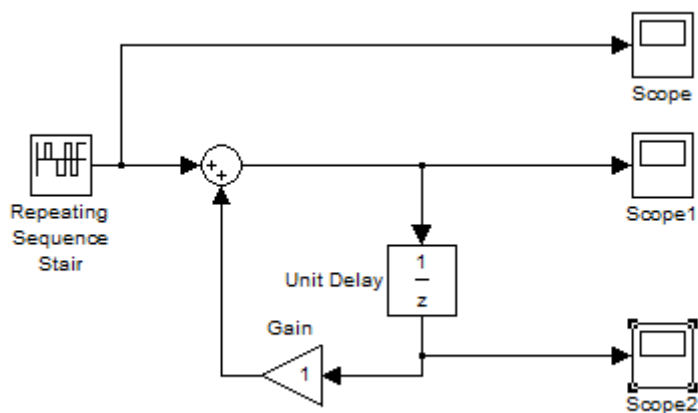 Scope
Repeating
Sequence
Stair
+
+
Scope1
Unit Delay
1
z
Gain
1
Scope2